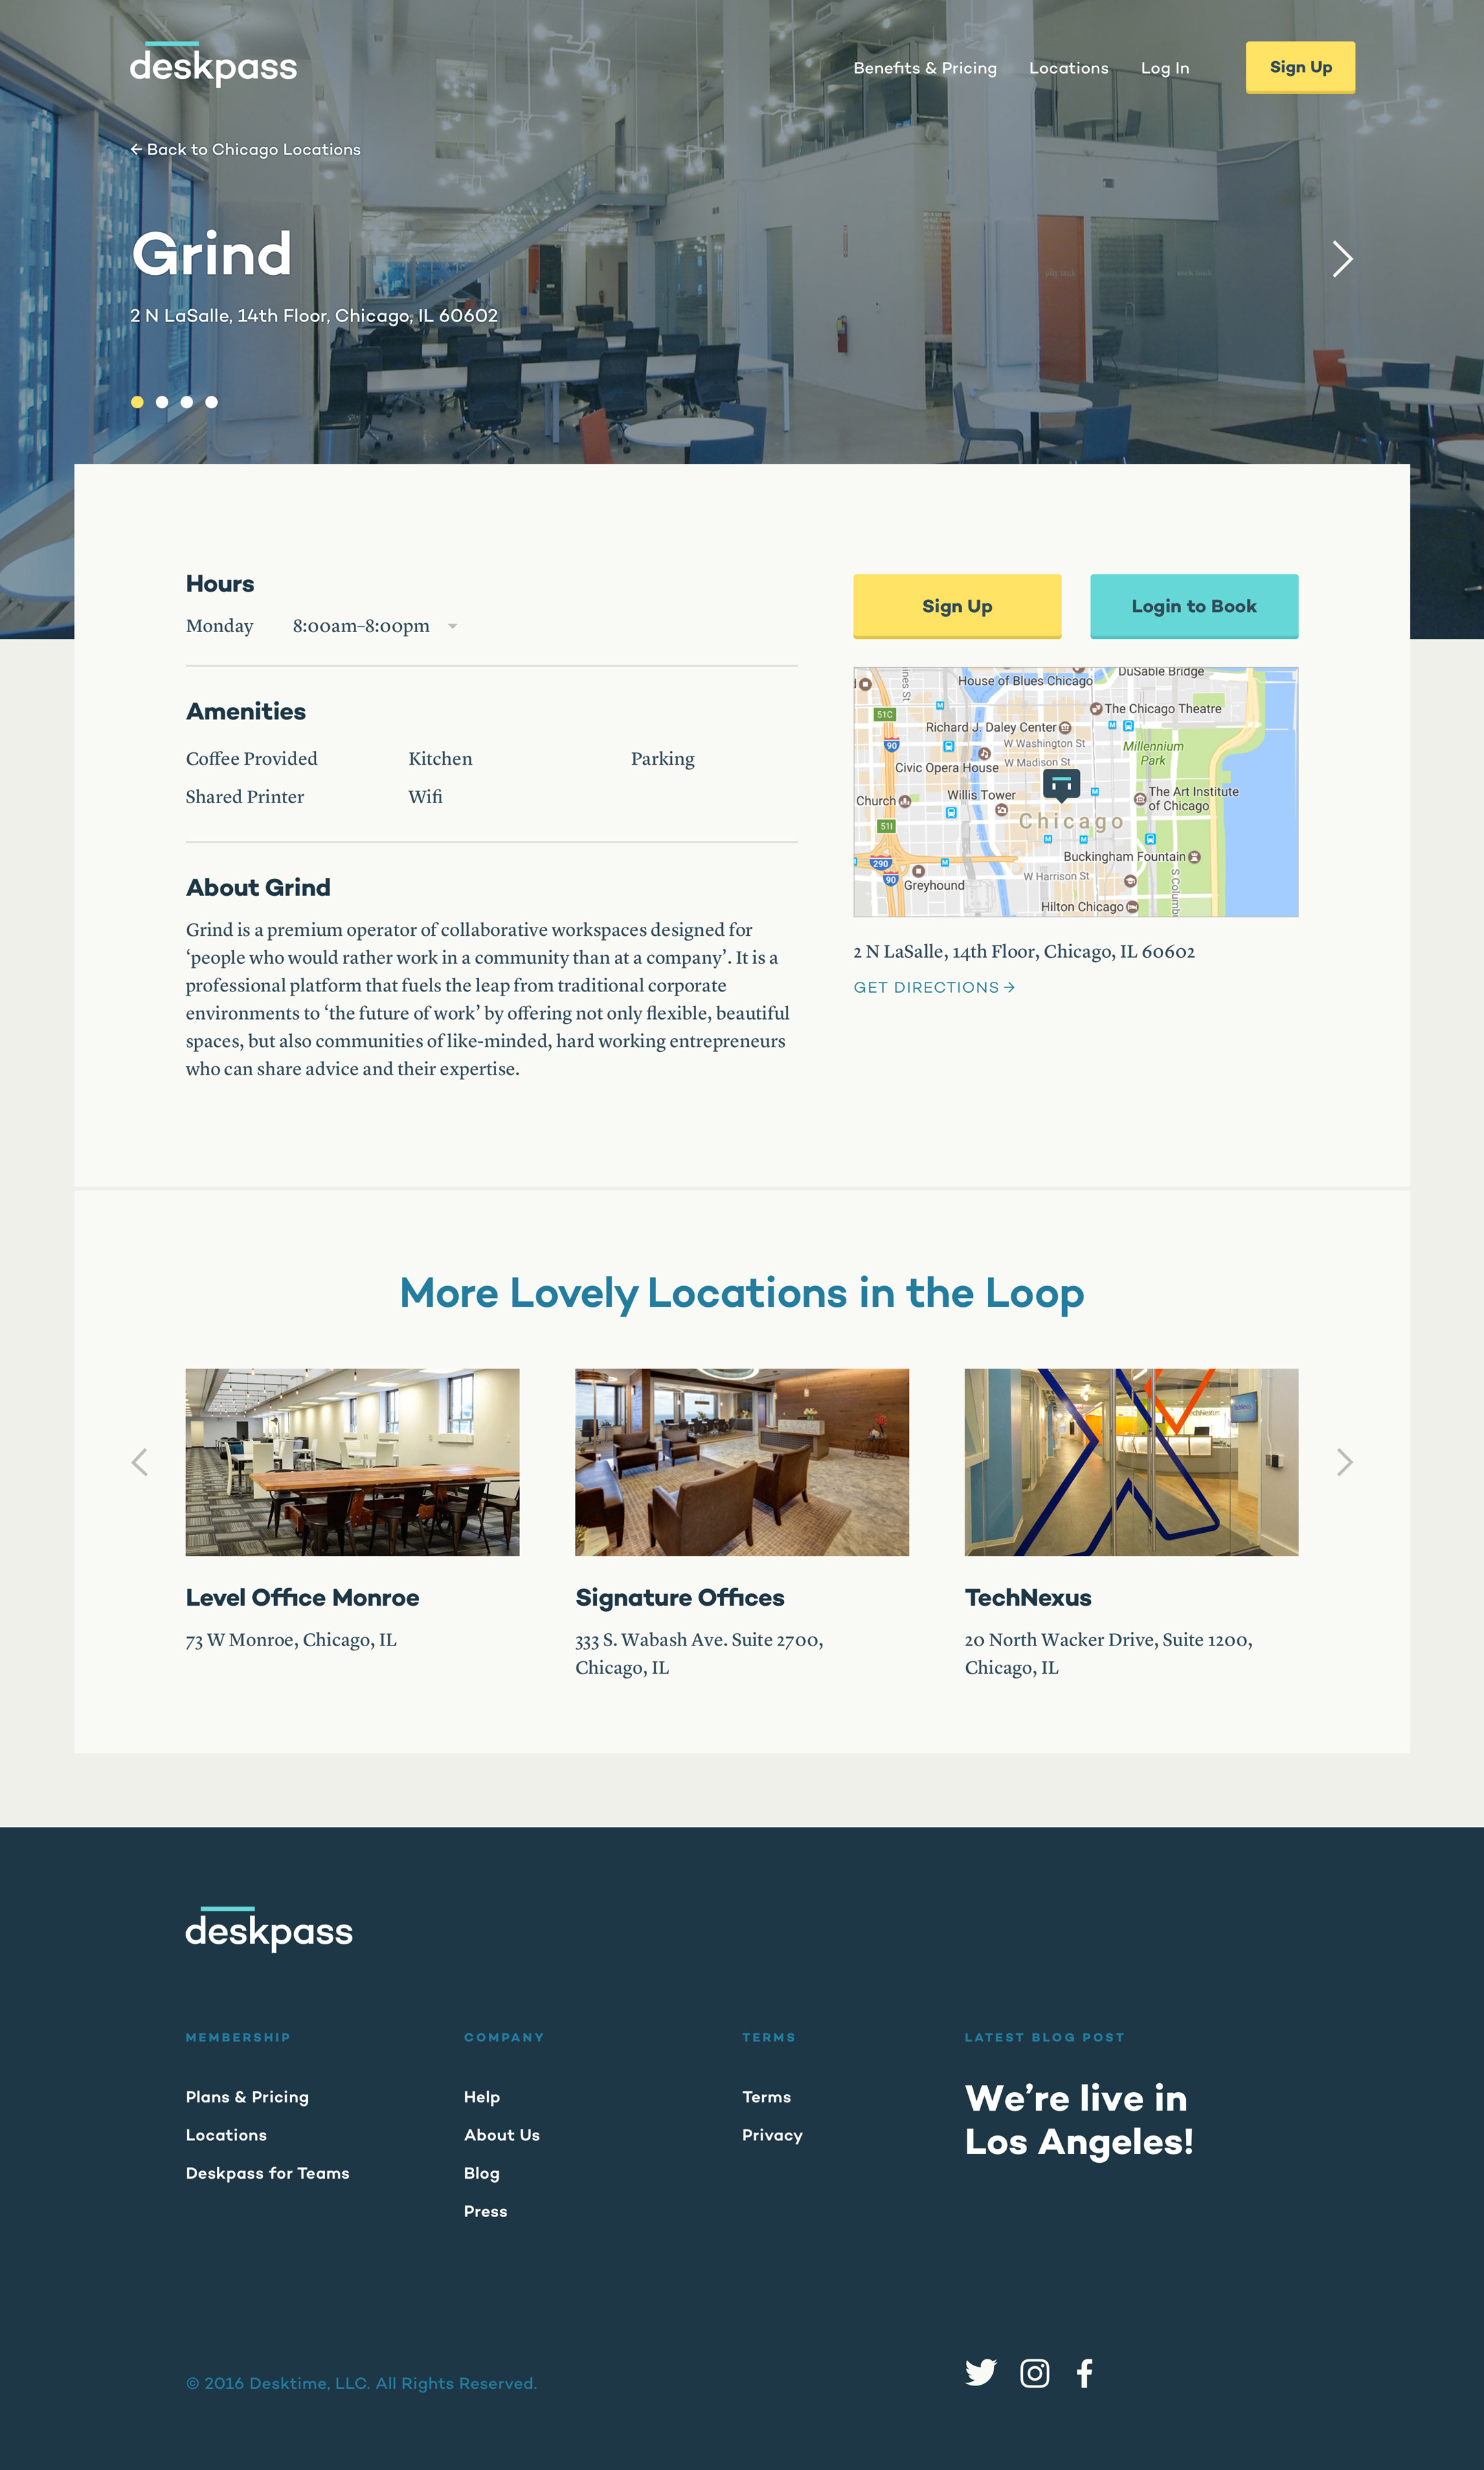 deskpass
Benefits & Pricing
Locations
Log In
Sign Up
← Back to Chicago Locations
Grind
2 N LaSalle, 14th Floor, Chicago, IL 60602
Hours
Monday 8:00am–8:00pm
Amenities
Coffee Provided Kitchen Parking
Shared Printer Wifi
About Grind
Grind is a premium operator of collaborative workspaces designed for
‘people who would rather work in a community than at a company’. It is a
professional platform that fuels the leap from traditional corporate
environments to ‘the future of work’ by offering not only flexible, beautiful
spaces, but also communities of like-minded, hard working entrepreneurs
who can share advice and their expertise.
Sign Up
Login to Book
DuSable Bridge
House of Blues Chicago
51C
The Chicago Theatre
Richard J. Daley Center
90
W Washington St
Millennium
Park
Civic Opera House
W Madison St
Church
Willis Tower
The Art Institute
of Chicago
Chicago
51I
Buckingham Fountain
290
90
Greyhound
W Harrison St
Hilton Chicago
2 N LaSalle, 14th Floor, Chicago, IL 60602
GET DIRECTIONS →
More Lovely Locations in the Loop
Level Office Monroe
73 W Monroe, Chicago, IL
Signature Offices
333 S. Wabash Ave. Suite 2700,
Chicago, IL
TechNexus
20 North Wacker Drive, Suite 1200,
Chicago, IL
deskpass
MEMBERSHIP
Plans & Pricing
Locations
Deskpass for Teams
COMPANY
Help
About Us
Blog
Press
TERMS
Terms
Privacy
LATEST BLOG POST
We’re live in
Los Angeles!
© 2016 Desktime, LLC. All Rights Reserved.